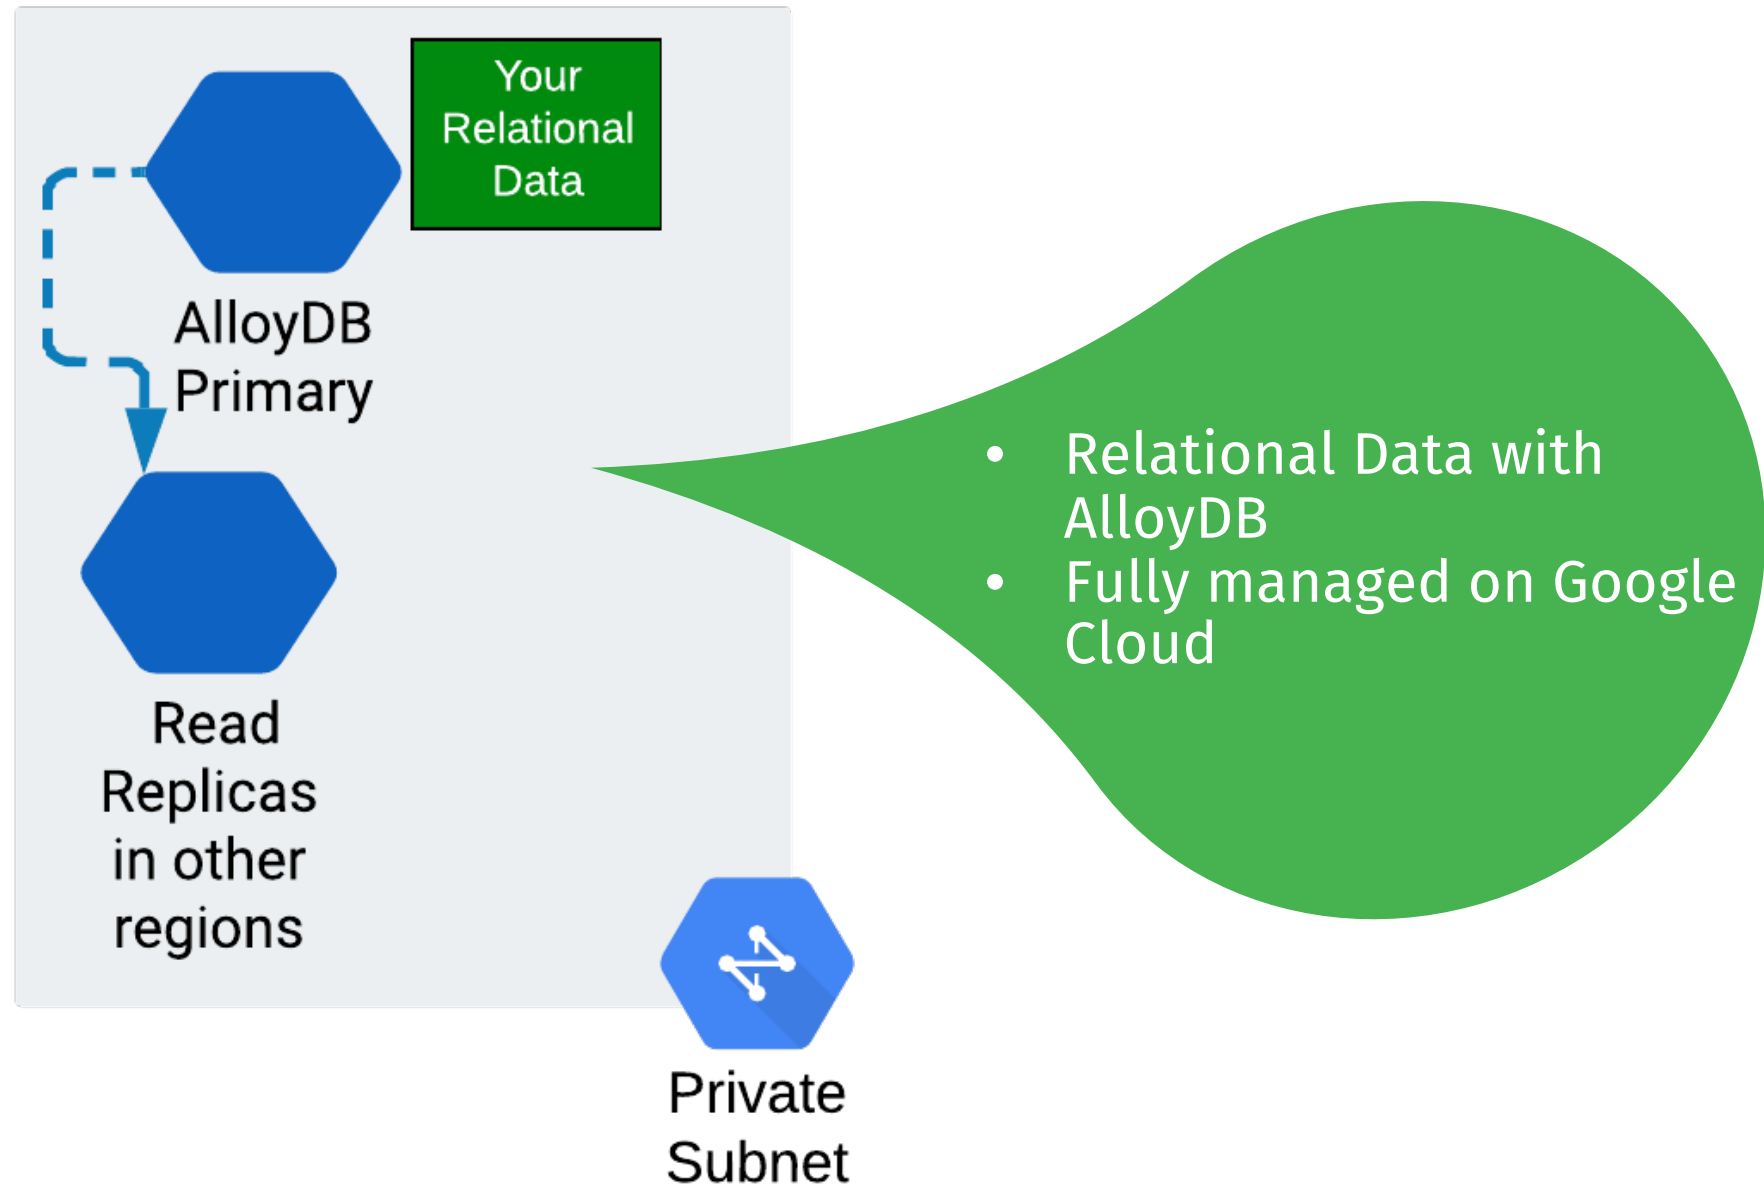 Your
Relational
Data
AlloyDB
Primary
Read
Replicas
in other
regions
Private
Subnet
• Relational Data with
AlloyDB
• Fully managed on Google
Cloud